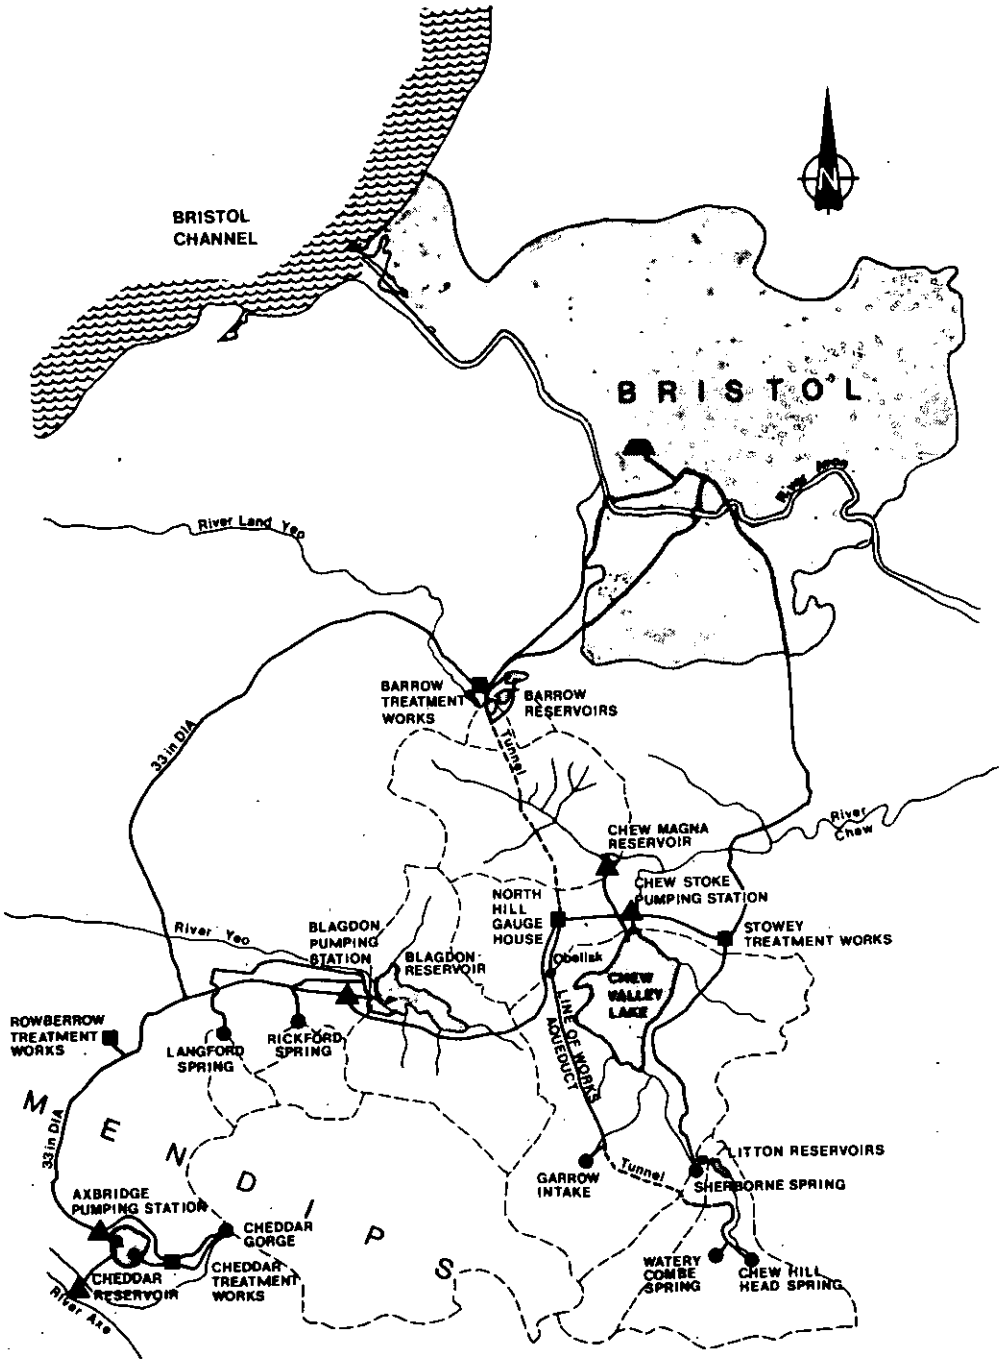 BRISTOL
CHANNEL
N
BRISTOL
River Avon
River Land Yeo
BARROW
TREATMENT
WORKS
BARROW
RESERVOIRS
Tunnel
33 in DIA
River
Chew
CHEW MAGNA
RESERVOIR
CHEW STOKE
PUMPING STATION
NORTH
HILL
GAUGE
HOUSE
STOWEY
TREATMENT WORKS
River Yeo
BLAGDON
PUMPING
STATION
BLAGDON
RESERVOIR
Obelisk
CHEW
VALLEY
LAKE
LINE OF WORKS
AQUEDUCT
ROWBERROW
TREATMENT
WORKS
LANGFORD
SPRING
RICKFORD
SPRING
MENDIPS
33 in DIA
GARROW
INTAKE
Tunnel
LITTON RESERVOIRS
SHERBORNE SPRING
AXBRIDGE
PUMPING STATION
CHEDDAR
GORGE
CHEDDAR
RESERVOIR
CHEDDAR
TREATMENT
WORKS
River Axe
WATERY
COMBE
SPRING
CHEW HILL
HEAD SPRING